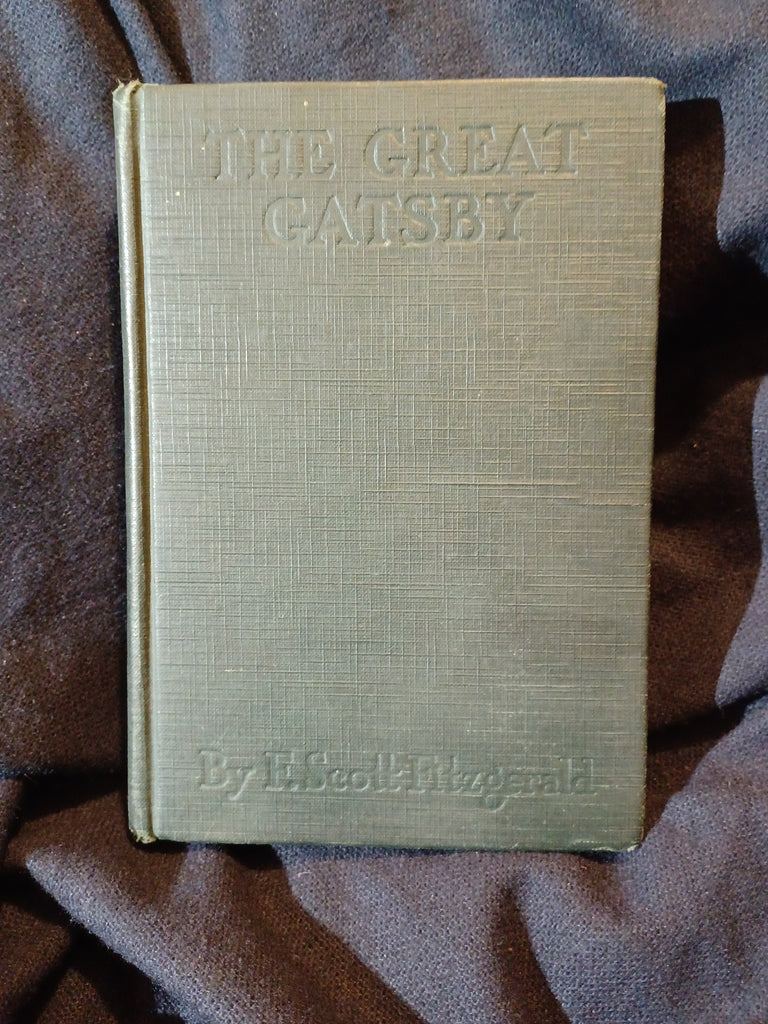 THE GREAT
GATSBY
By F. Scott Fitzgerald